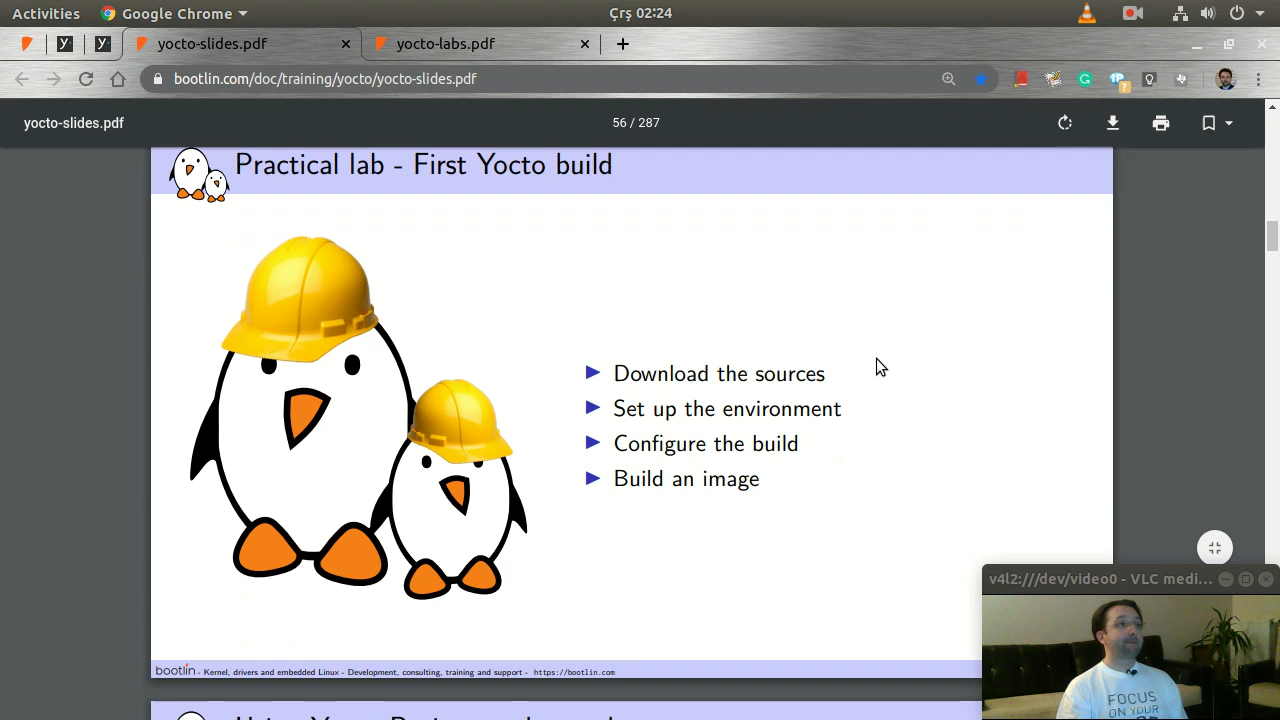 Activities
Google Chrome
Çrş 02:24
yocto-slides.pdf
yocto-labs.pdf
bootlin.com/doc/training/yocto/yocto-slides.pdf
yocto-slides.pdf
56 / 287
Practical lab - First Yocto build
Download the sources
Set up the environment
Configure the build
Build an image
v4l2:///dev/video0 - VLC medi...
FOCUS
ON YOUR
bootlin - Kernel, drivers and embedded Linux - Development, consulting, training and support - https://bootlin.com